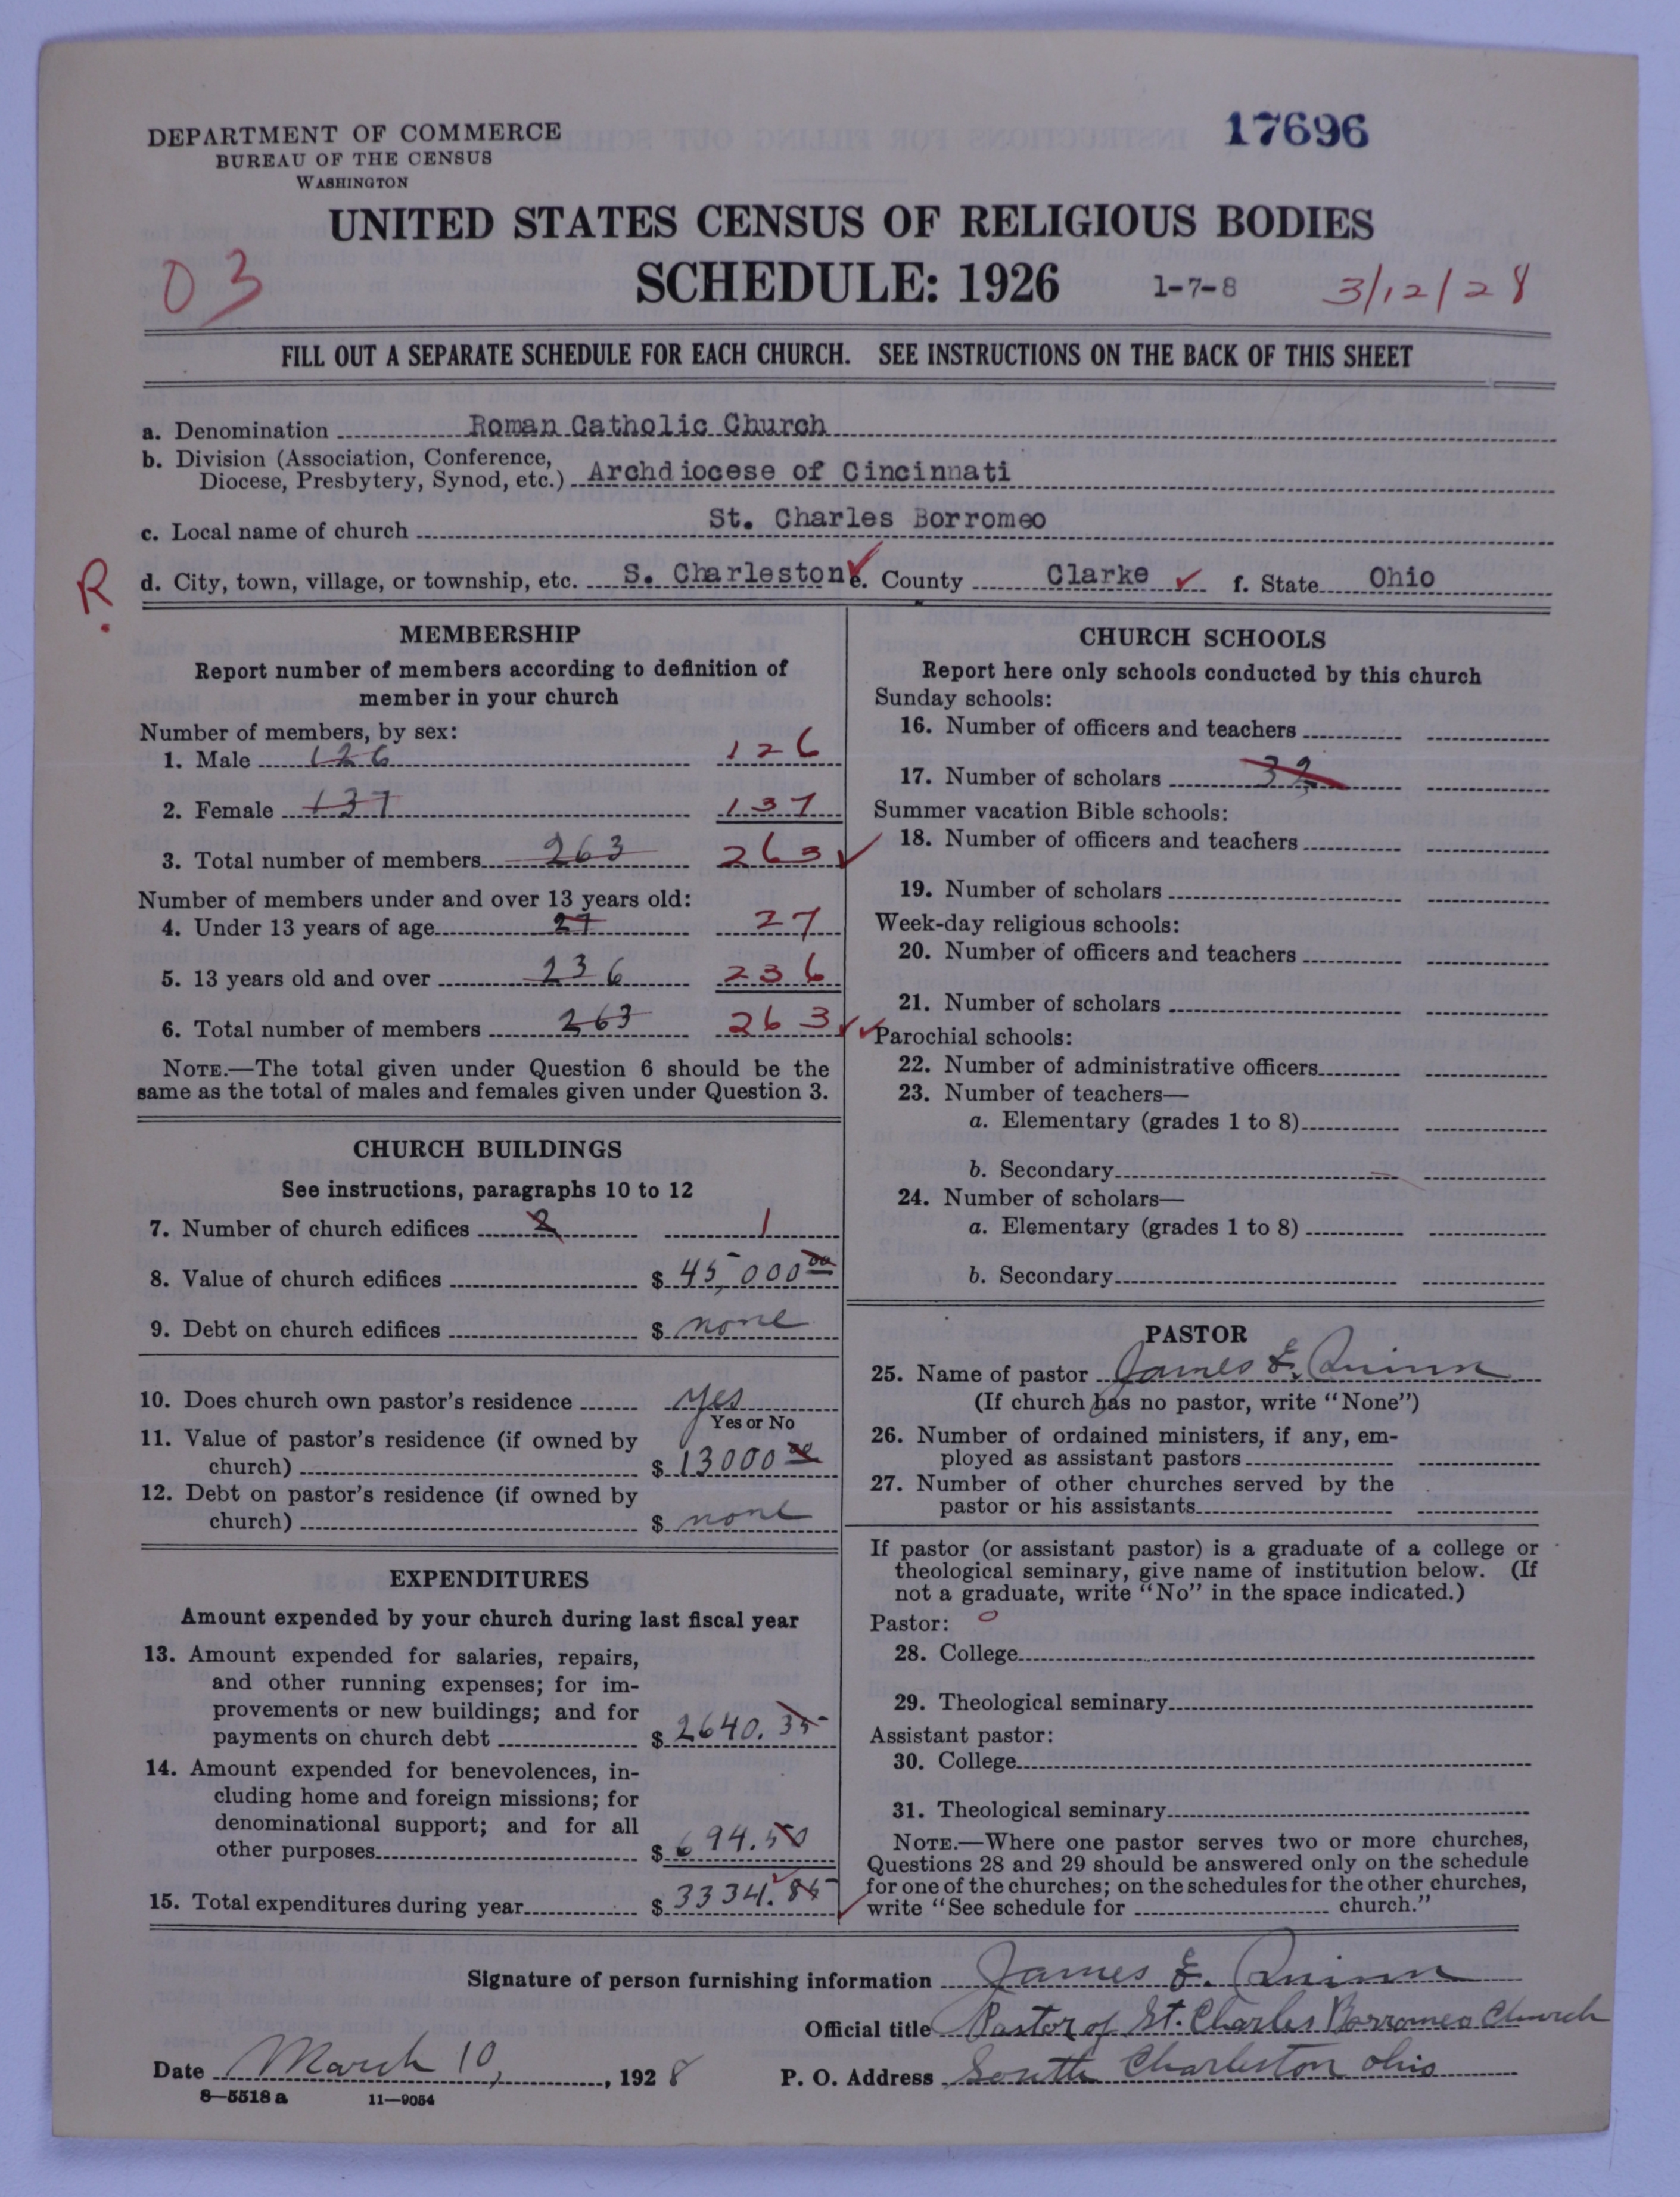 DEPARTMENT OF COMMERCE
BUREAU OF THE CENSUS
WASHINGTON
17696
UNITED STATES CENSUS OF RELIGIOUS BODIES
03
SCHEDULE: 1926 1-7-8 3/12/28
FILL OUT A SEPARATE SCHEDULE FOR EACH CHURCH. SEE INSTRUCTIONS ON THE BACK OF THIS SHEET
a. Denomination Roman Catholic Church
b. Division (Association, Conference,
Diocese, Presbytery, Synod, etc.) Archdiocese of Cincinnati
c. Local name of church St. Charles Borromeo
R.
d. City, town, village, or township, etc. S. Charleston e. County Clarke f. State Ohio
MEMBERSHIP
Report number of members according to definition of
member in your church
Number of members, by sex:
1. Male 126 126
2. Female 137 137
3. Total number of members 263 263
Number of members under and over 13 years old:
4. Under 13 years of age 27 27
5. 13 years old and over 236 236
6. Total number of members 263 263
NOTE.—The total given under Question 6 should be the
same as the total of males and females given under Question 3.
CHURCH BUILDINGS
See instructions, paragraphs 10 to 12
7. Number of church edifices 2 1
8. Value of church edifices $ 45,000 00
9. Debt on church edifices $ none
10. Does church own pastor's residence yes
Yes or No
11. Value of pastor's residence (if owned by
church) $ 13000 00
12. Debt on pastor's residence (if owned by
church) $ none
EXPENDITURES
Amount expended by your church during last fiscal year
13. Amount expended for salaries, repairs,
and other running expenses; for im-
provements or new buildings; and for
payments on church debt $ 2640.35
14. Amount expended for benevolences, in-
cluding home and foreign missions; for
denominational support; and for all
other purposes $ 694.50
15. Total expenditures during year $ 3334.85
CHURCH SCHOOLS
Report here only schools conducted by this church
Sunday schools:
16. Number of officers and teachers
17. Number of scholars 32
Summer vacation Bible schools:
18. Number of officers and teachers
19. Number of scholars
Week-day religious schools:
20. Number of officers and teachers
21. Number of scholars
Parochial schools:
22. Number of administrative officers
23. Number of teachers—
a. Elementary (grades 1 to 8)
b. Secondary
24. Number of scholars—
a. Elementary (grades 1 to 8)
b. Secondary
PASTOR
25. Name of pastor James E. Quinn
(If church has no pastor, write "None")
26. Number of ordained ministers, if any, em-
ployed as assistant pastors
27. Number of other churches served by the
pastor or his assistants
If pastor (or assistant pastor) is a graduate of a college or
theological seminary, give name of institution below. (If
not a graduate, write "No" in the space indicated.)
Pastor: 0
28. College
29. Theological seminary
Assistant pastor:
30. College
31. Theological seminary
NOTE.—Where one pastor serves two or more churches,
Questions 28 and 29 should be answered only on the schedule
for one of the churches; on the schedules for the other churches,
write "See schedule for church."
Signature of person furnishing information James E. Quinn
Official title Pastor of St. Charles Borromeo Church
Date March 10, 1928 P. O. Address South Charleston Ohio
8—5518 a 11—9054